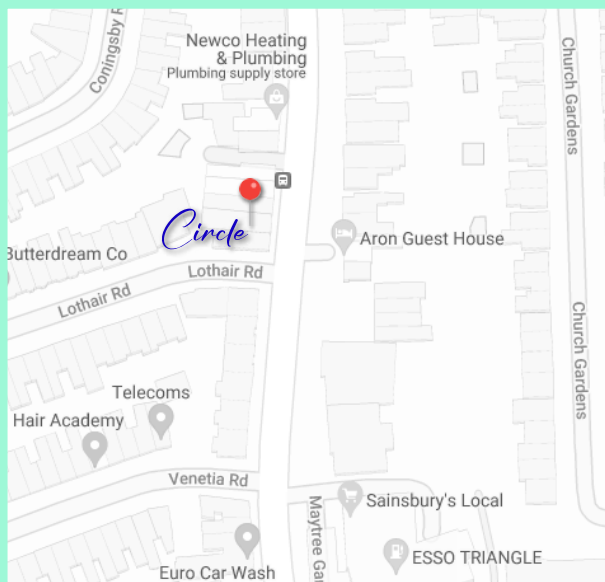 Coningsby R
Newco Heating
& Plumbing
Plumbing supply store
Church Gardens
Circle
Aron Guest House
Butterdream Co
Lothair Rd
Lothair Rd
Church Gardens
Telecoms
Hair Academy
Venetia Rd
Sainsbury's Local
Maytree Gar
ESSO TRIANGLE
Euro Car Wash